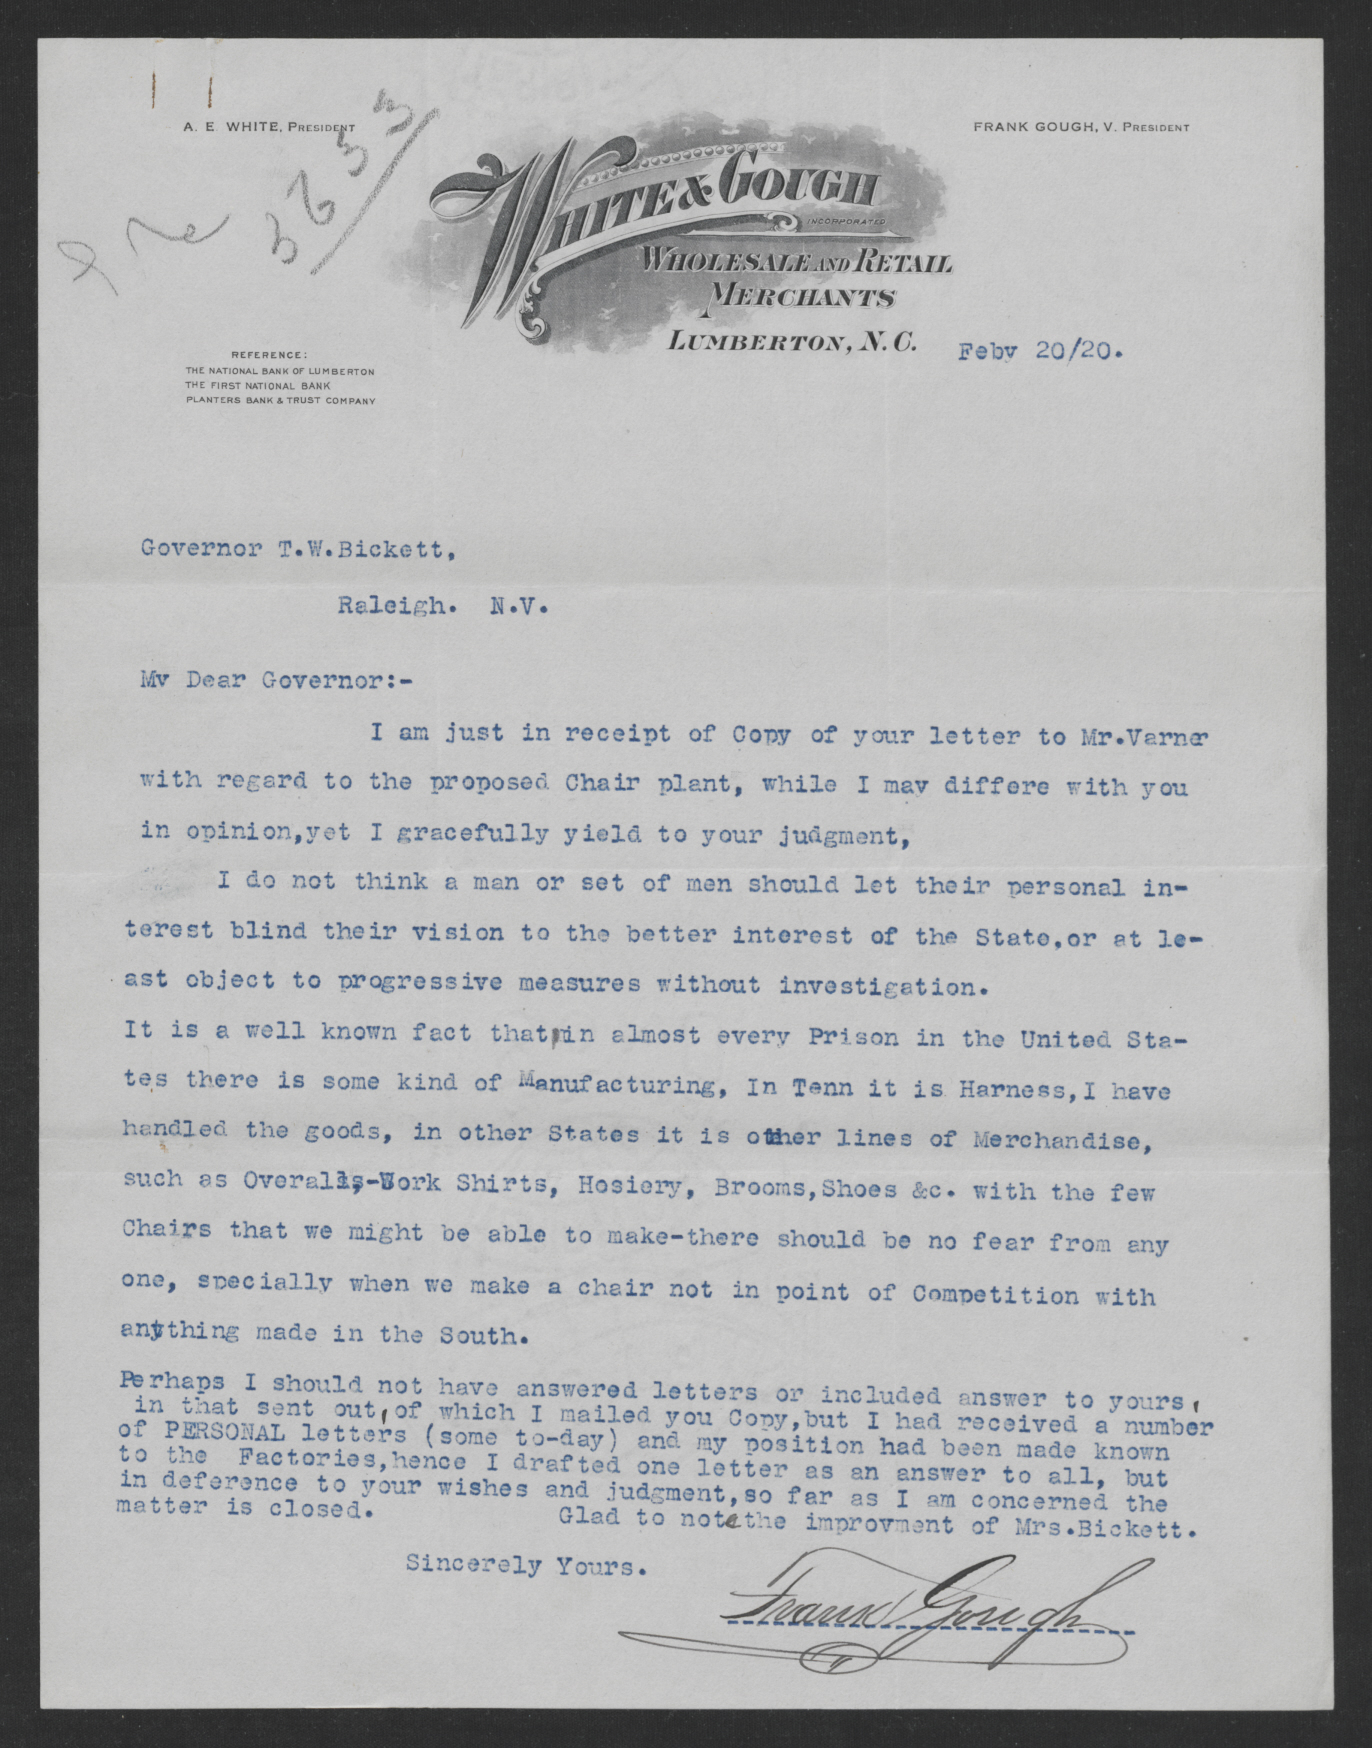 A. E. WHITE, PRESIDENT
FRANK GOUGH, V. PRESIDENT
3633
WHITE & GOUGH
INCORPORATED
WHOLESALE AND RETAIL
MERCHANTS
LUMBERTON, N. C.
Feby 20/20.
REFERENCE:
THE NATIONAL BANK OF LUMBERTON
THE FIRST NATIONAL BANK
PLANTERS BANK & TRUST COMPANY
Governor T.W.Bickett,
Raleigh. N.V.
My Dear Governor:-
I am just in receipt of Copy of your letter to Mr.Varner
with regard to the proposed Chair plant, while I may differe with you
in opinion,yet I gracefully yield to your judgment,
I do not think a man or set of men should let their personal in-
terest blind their vision to the better interest of the State,or at le-
ast object to progressive measures without investigation.
It is a well known fact that in almost every Prison in the United Sta-
tes there is some kind of Manufacturing, In Tenn it is Harness,I have
handled the goods, in other States it is other lines of Merchandise,
such as Overalls,-Work Shirts, Hosiery, Brooms,Shoes &c. with the few
Chairs that we might be able to make-there should be no fear from any
one, specially when we make a chair not in point of Competition with
anything made in the South.
Perhaps I should not have answered letters or included answer to yours,
in that sent out,of which I mailed you Copy,but I had received a number
of PERSONAL letters (some to-day) and my position had been made known
to the Factories,hence I drafted one letter as an answer to all, but
in deference to your wishes and judgment,so far as I am concerned the
matter is closed. Glad to note the improvment of Mrs.Bickett.
Sincerely Yours.
Frank Gough